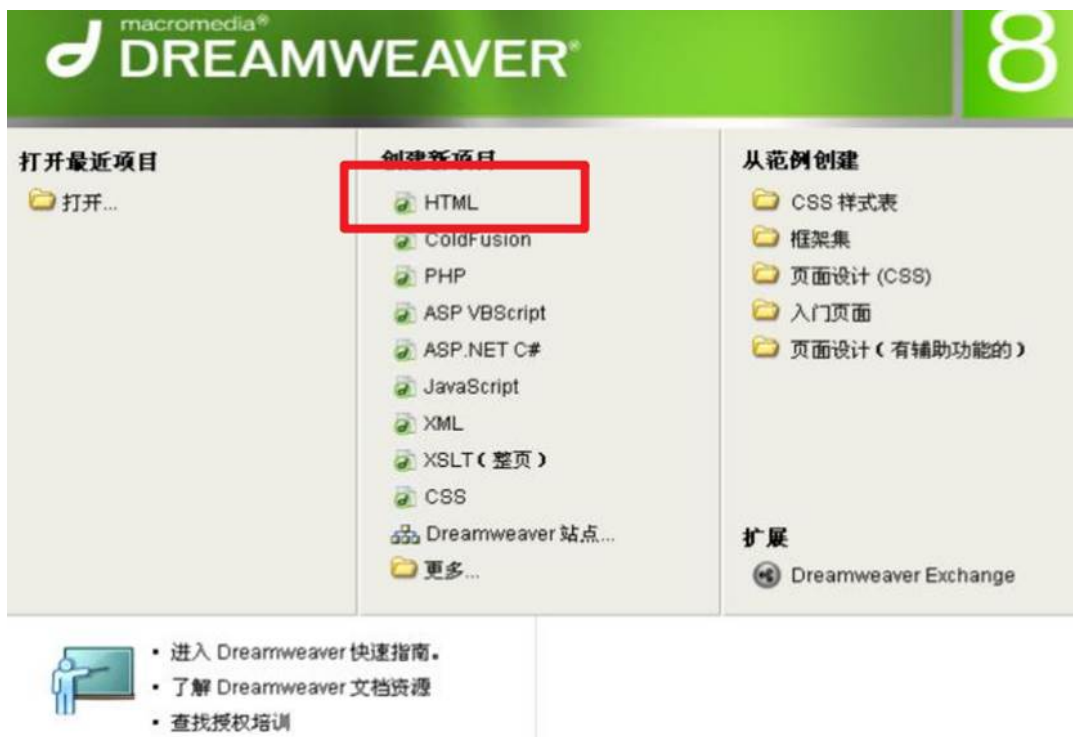 macromedia®
DREAMWEAVER®
8
打开最近项目
打开...
创建新项目
HTML
ColdFusion
PHP
ASP VBScript
ASP.NET C#
JavaScript
XML
XSLT(整页)
CSS
Dreamweaver 站点...
更多...
从范例创建
CSS 样式表
框架集
页面设计 (CSS)
入门页面
页面设计(有辅助功能的)
扩展
Dreamweaver Exchange
• 进入 Dreamweaver 快速指南。
• 了解 Dreamweaver 文档资源
• 查找授权培训